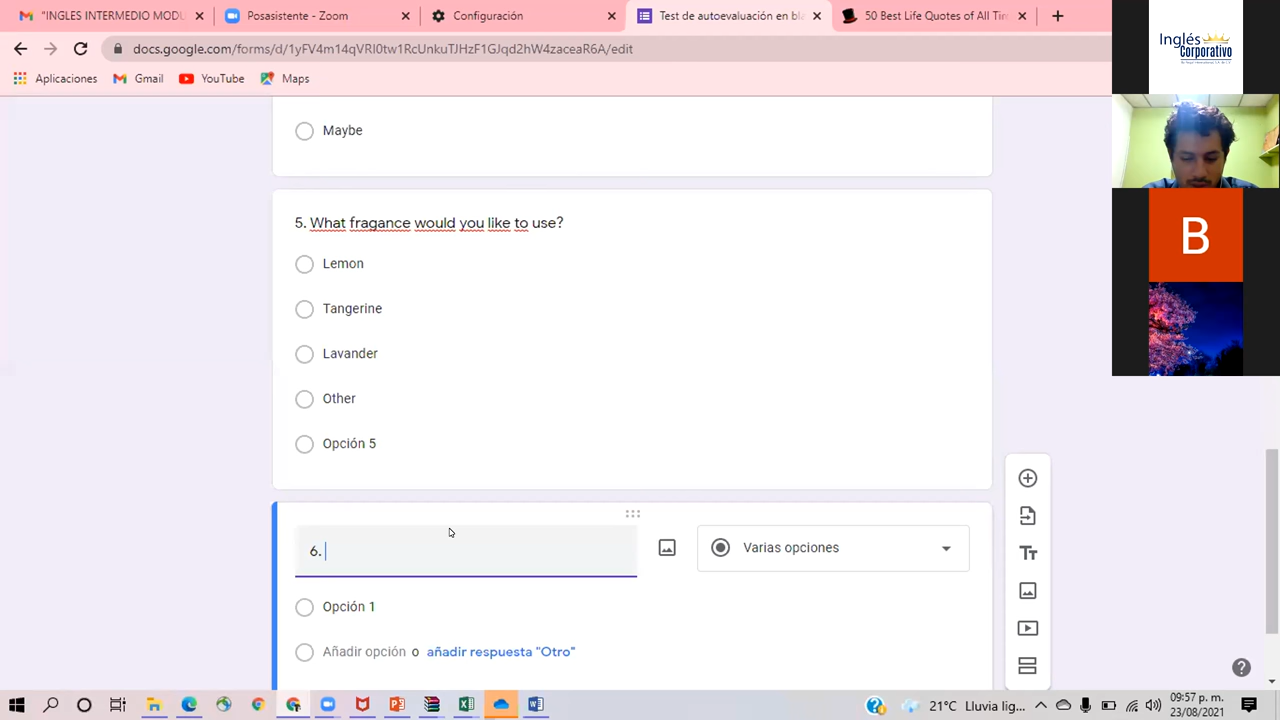 "INGLES INTERMEDIO MODU
Posasistente - Zoom
Configuración
Test de autoevaluación en bla
50 Best Life Quotes of All Tim
docs.google.com/forms/d/1yFV4m14qVRl0tw1RcUnkuTJHzF1GJqd2hW4zaceaR6A/edit
Aplicaciones
Gmail
YouTube
Maps
Inglés
Corporativo
B
Maybe
5. What fragance would you like to use?
Lemon
Tangerine
Lavander
Other
Opción 5
6.
Varias opciones
Opción 1
Añadir opción o añadir respuesta "Otro"
21°C Lluvia lig...
09:57 p. m.
23/08/2021